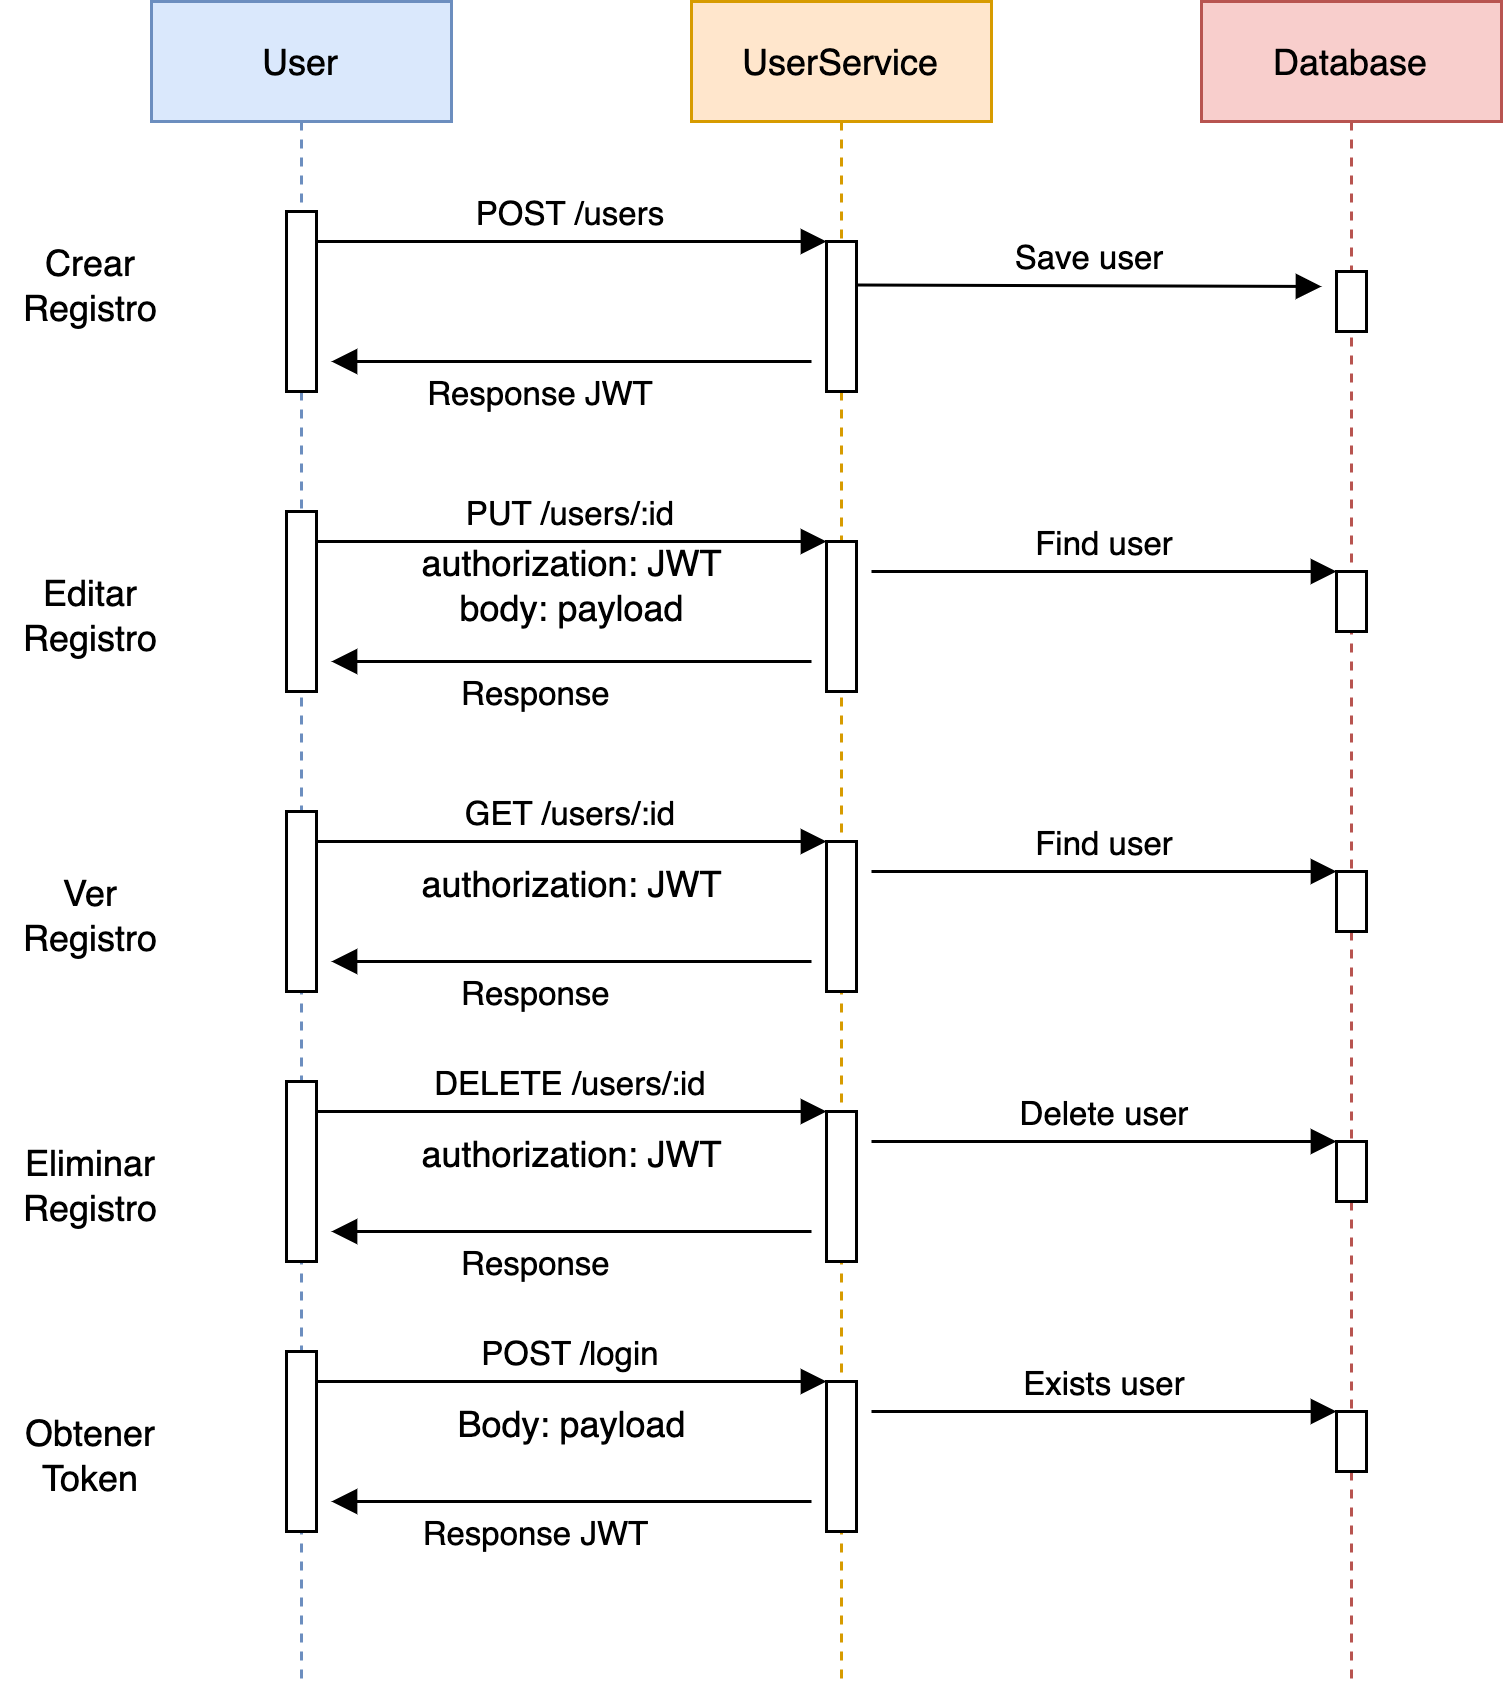 User
UserService
Database
Crear
Registro
POST /users
Save user
Response JWT
Editar
Registro
PUT /users/:id
authorization: JWT
body: payload
Find user
Response
Ver
Registro
GET /users/:id
authorization: JWT
Find user
Response
Eliminar
Registro
DELETE /users/:id
authorization: JWT
Delete user
Response
Obtener
Token
POST /login
Body: payload
Exists user
Response JWT